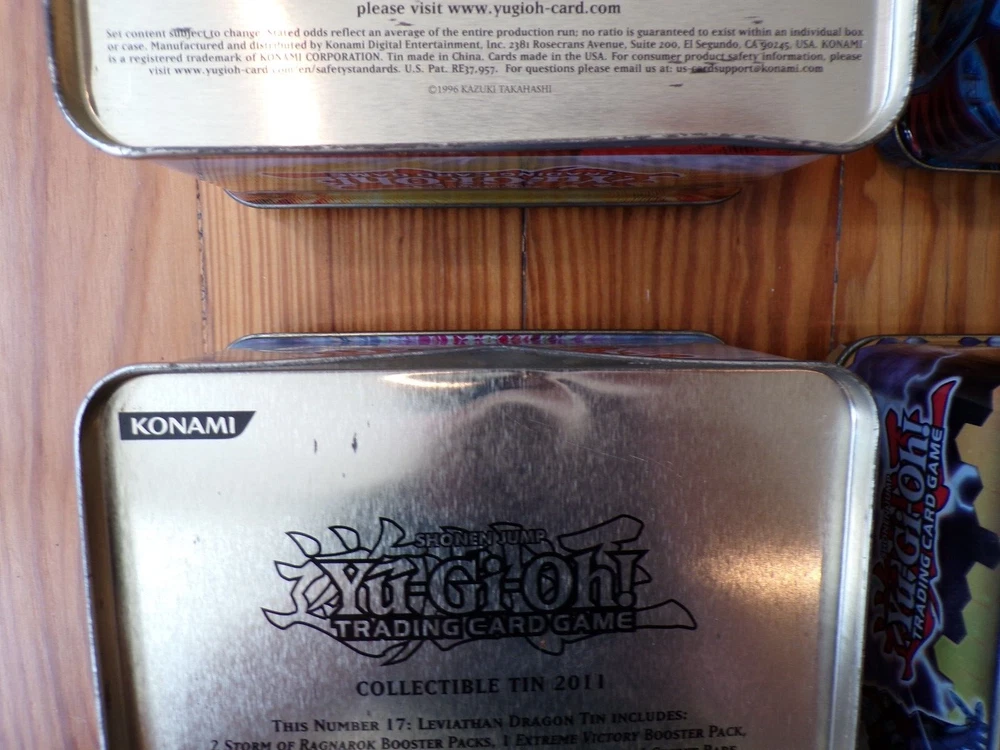 please visit www.yugioh-card.com
Set content subject to change. Stated odds reflect an average of the entire production run; no ratio is guaranteed to exist within an individual box
or case. Manufactured and distributed by Konami Digital Entertainment, Inc. 2381 Rosecrans Avenue, Suite 200, El Segundo, CA 90245, USA. KONAMI
is a registered trademark of KONAMI CORPORATION. Tin made in China. Cards made in the USA. For consumer product safety information, please
visit www.yugioh-card.com/en/safetystandards. U.S. Pat. RE37,957. For questions please email us at: us-cardsupport@konami.com
©1996 KAZUKI TAKAHASHI
KONAMI
SHONEN JUMP
Yu-Gi-Oh!
TRADING CARD GAME
COLLECTIBLE TIN 2011
THIS NUMBER 17: LEVIATHAN DRAGON TIN INCLUDES:
2 STORM OF RAGNAROK BOOSTER PACKS, 1 EXTREME VICTORY BOOSTER PACK,
Yu-Gi-Oh!
TRADING CARD GAME